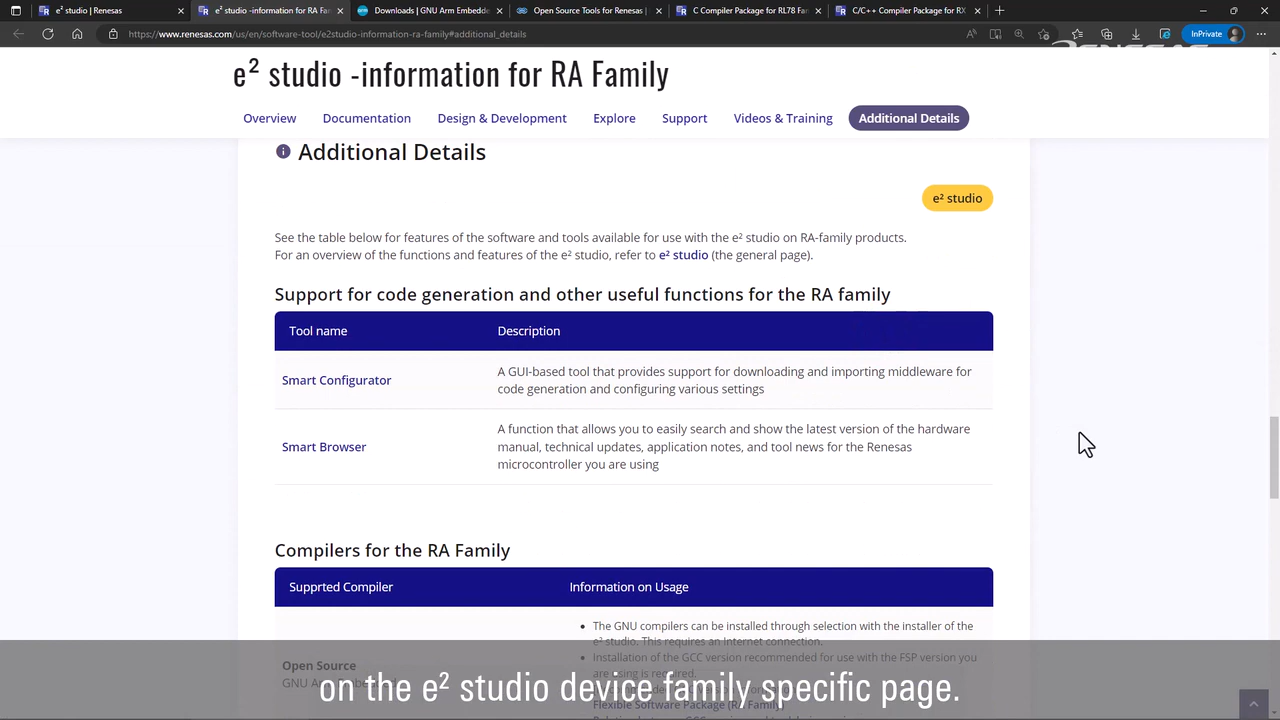 e² studio | Renesas
e² studio -information for RA Fam
Downloads | GNU Arm Embedde
Open Source Tools for Renesas |
C Compiler Package for RL78 Fam
C/C++ Compiler Package for RX
https://www.renesas.com/us/en/software-tool/e2studio-information-ra-family#additional_details
InPrivate
RENESAS
e² studio -information for RA Family
Overview
Documentation
Design & Development
Explore
Support
Videos & Training
Additional Details
Additional Details
e² studio
See the table below for features of the software and tools available for use with the e² studio on RA-family products.
For an overview of the functions and features of the e² studio, refer to e² studio (the general page).
Support for code generation and other useful functions for the RA family
Tool name Description
Smart Configurator
A GUI-based tool that provides support for downloading and importing middleware for
code generation and configuring various settings
Smart Browser
A function that allows you to easily search and show the latest version of the hardware
manual, technical updates, application notes, and tool news for the Renesas
microcontroller you are using
Compilers for the RA Family
Supprted Compiler Information on Usage
Open Source
• The GNU compilers can be installed through selection with the installer of the
e² studio. This requires an Internet connection.
• Installation of the GCC version recommended for use with the FSP version you
are using is required.
Flexible Software Package (RA Family)
on the e² studio device family specific page.